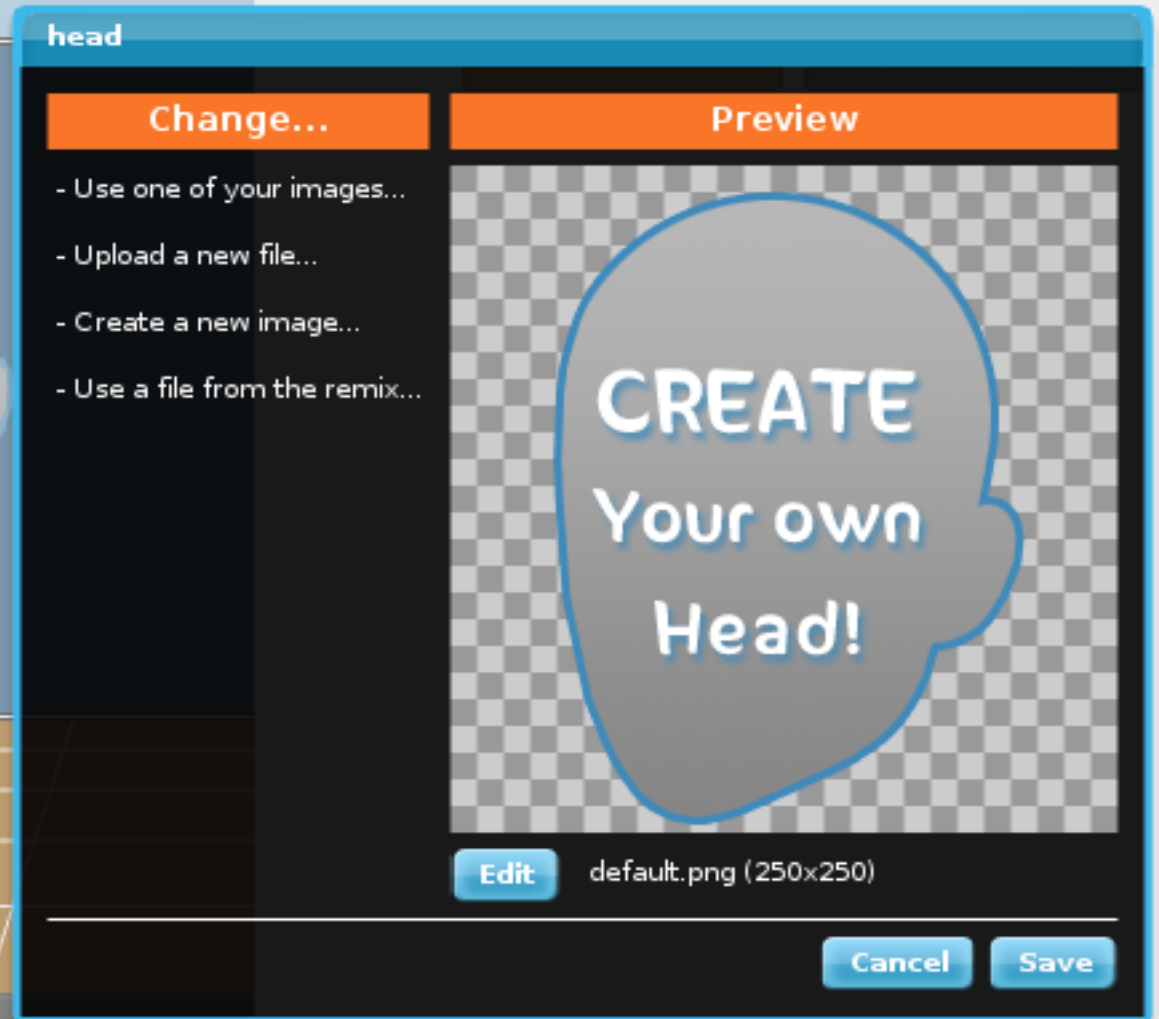 head
Change...
Preview
- Use one of your images...
- Upload a new file...
- Create a new image...
- Use a file from the remix...
CREATE
Your own
Head!
Edit
default.png (250x250)
Cancel
Save